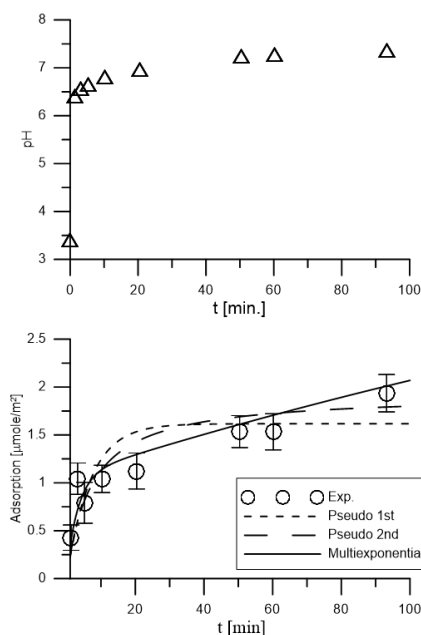 8
7
6
5
4
3
pH
0
20
40
60
80
100
t [min.]
2.5
2
1.5
1
0.5
0
Adsorption [µmole/m²]
Exp.
Pseudo 1st
Pseudo 2nd
Multiexponential
20
40
60
80
100
t [min]